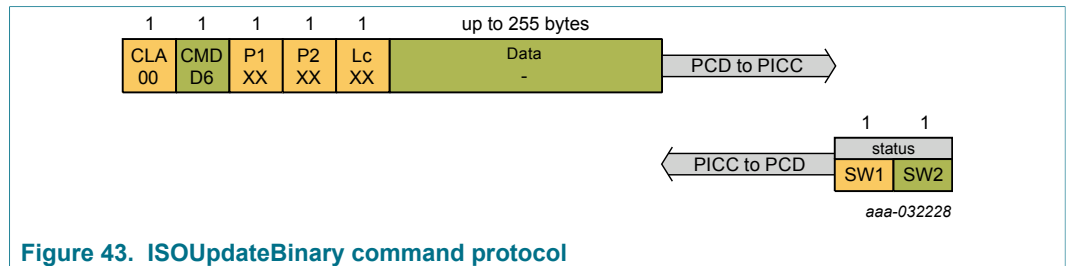 1 1 1 1 1 up to 255 bytes
CLA CMD P1 P2 Lc Data
00 D6 XX XX XX -
PCD to PICC
1 1
status
PICC to PCD
SW1 SW2
aaa-032228
Figure 43. ISOUpdateBinary command protocol